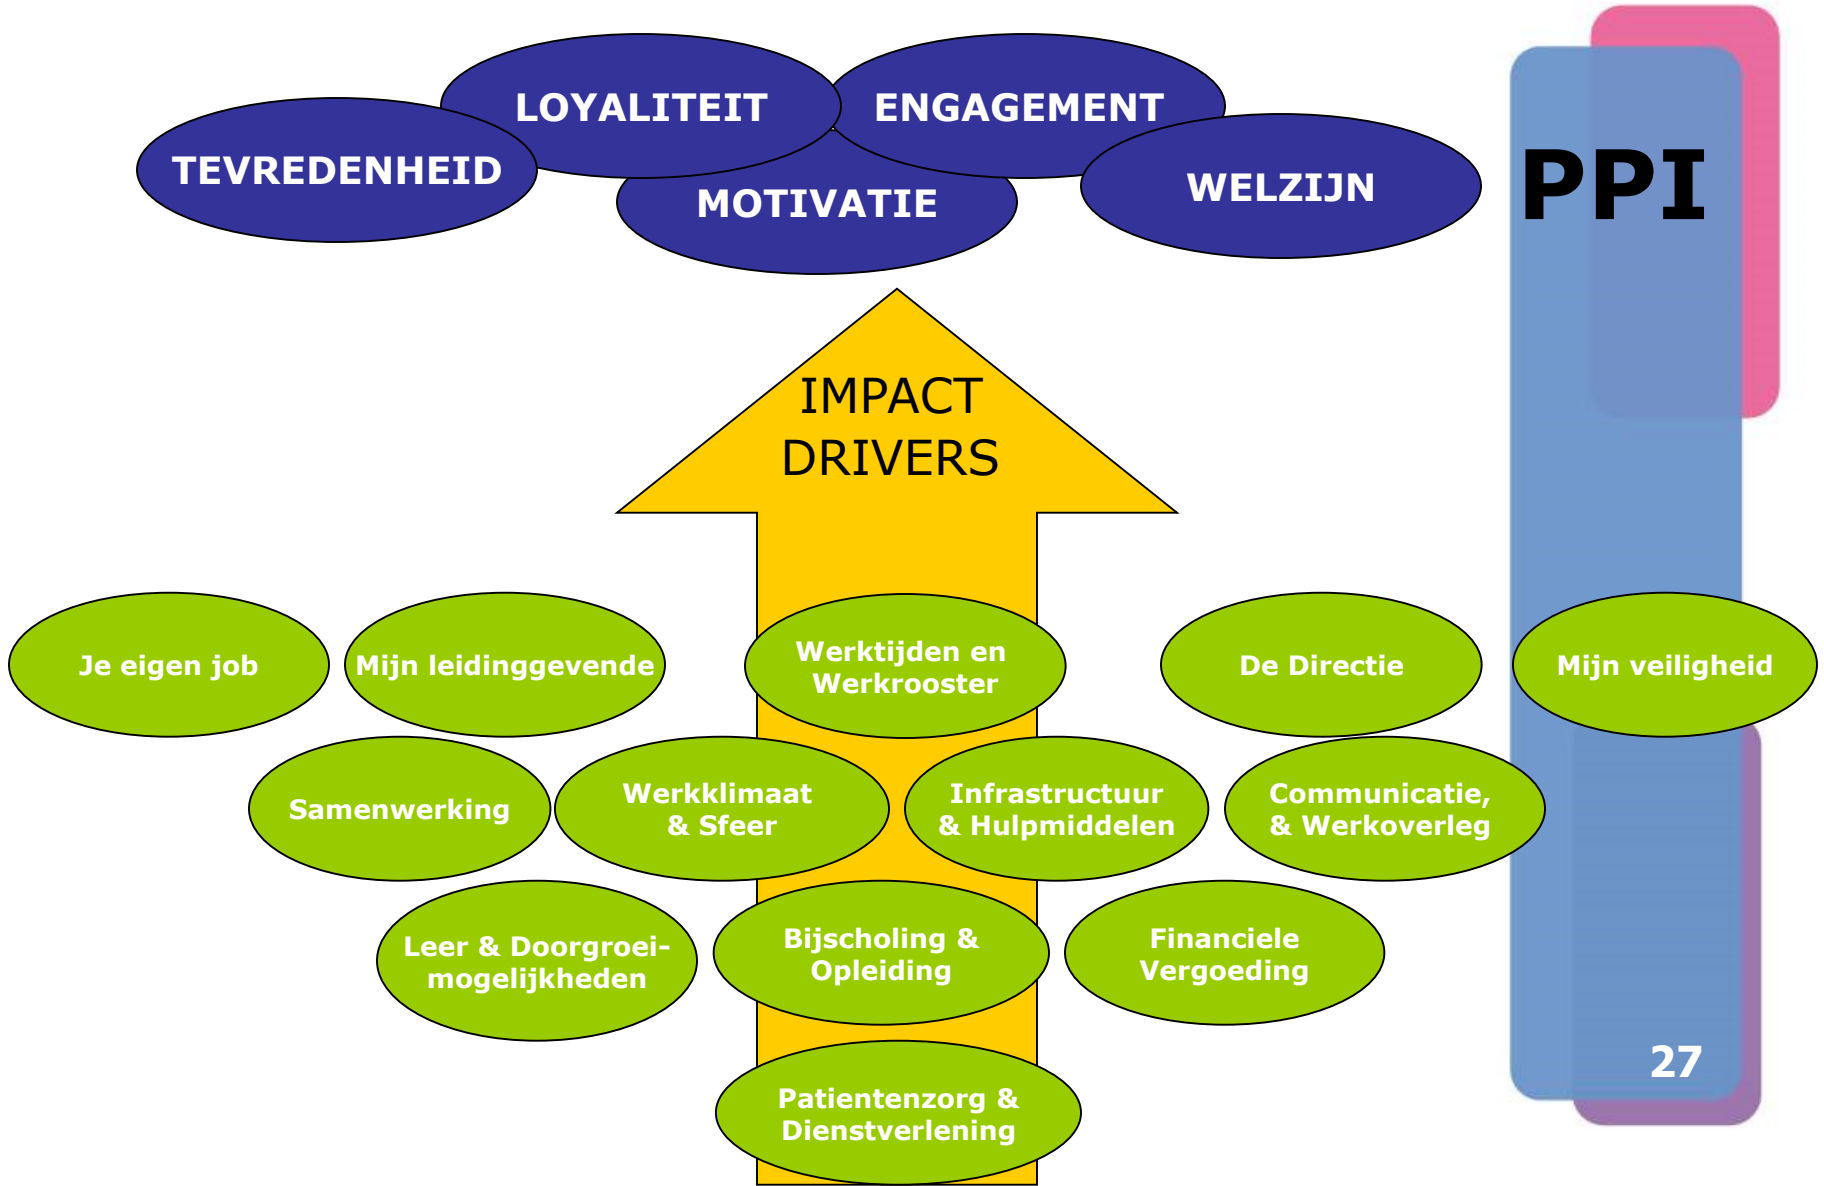 LOYALITEIT
ENGAGEMENT
TEVREDENHEID
MOTIVATIE
WELZIJN
PPI
IMPACT
DRIVERS
Je eigen job
Mijn leidinggevende
Werktijden en
Werkrooster
De Directie
Mijn veiligheid
Samenwerking
Werkklimaat
& Sfeer
Infrastructuur
& Hulpmiddelen
Communicatie,
& Werkoverleg
Leer & Doorgroei-
mogelijkheden
Bijscholing &
Opleiding
Financiele
Vergoeding
27
Patientenzorg &
Dienstverlening